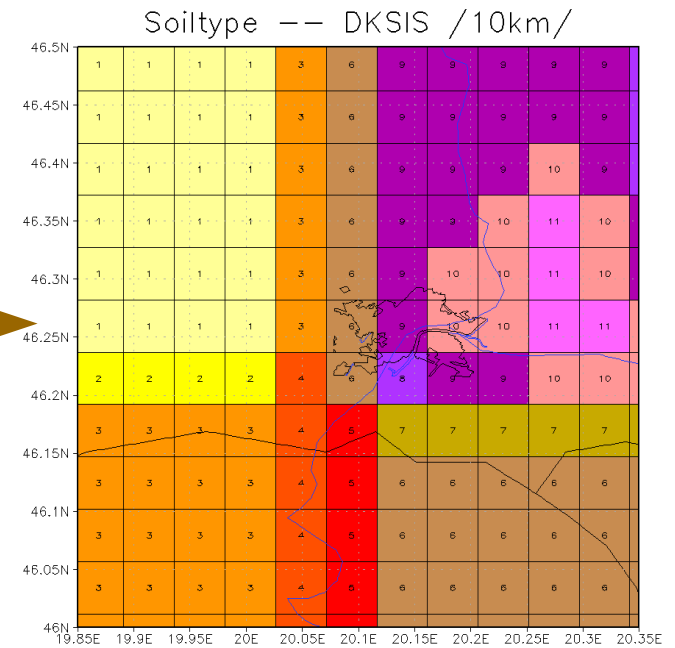 Soiltype -- DKSIS /10km/
46.5N
1 1 1 1 3 6 9 9 9 9 9
46.45N
1 1 1 1 3 6 9 9 9 9 9
46.4N
1 1 1 1 3 6 9 9 9 10 9
46.35N
1 1 1 1 3 6 9 9 10 11 10
46.3N
1 1 1 1 3 6 9 10 10 11 10
1 1 1 1 3 6 9 10 10 11 11
46.25N
2 2 2 2 4 6 8 9 9 10 10
46.2N
3 3 3 3 4 5 7 7 7 7 7
46.15N
3 3 3 3 4 5 6 6 6 6 6
46.1N
3 3 3 3 4 5 6 6 6 6 6
46.05N
3 3 3 3 4 5 6 6 6 6 6
46N
19.85E 19.9E 19.95E 20E 20.05E 20.1E 20.15E 20.2E 20.25E 20.3E 20.35E